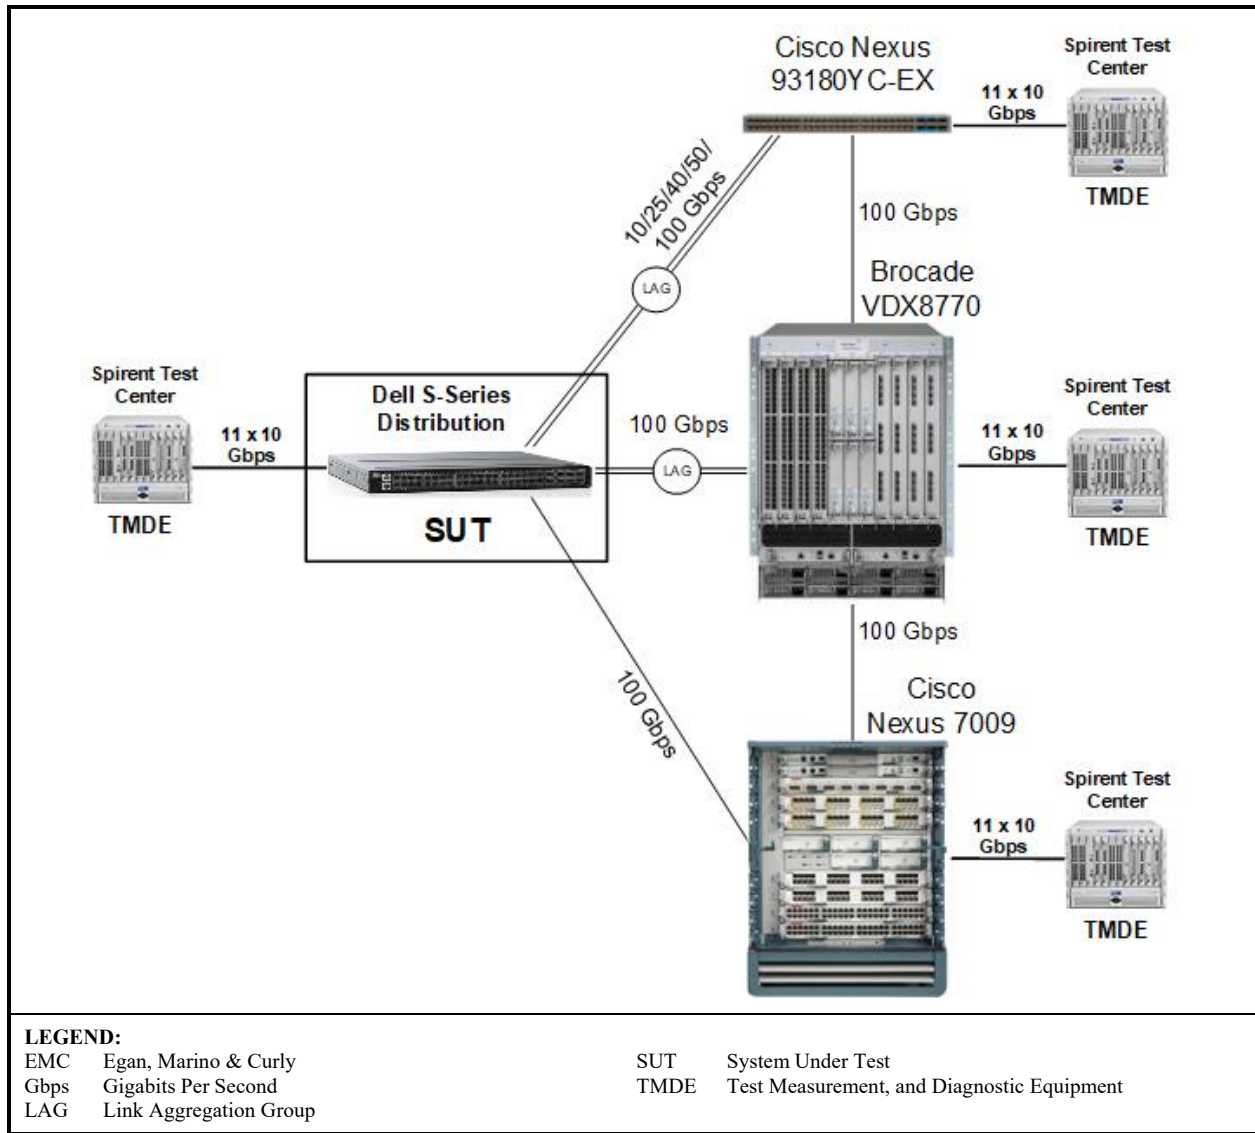 Cisco Nexus
93180YC-EX
Spirent Test
Center
11 x 10
Gbps
TMDE
10/25/40/50/
100 Gbps
LAG
100 Gbps
Brocade
VDX8770
Spirent Test
Center
11 x 10
Gbps
TMDE
Dell S-Series
Distribution
SUT
100 Gbps
LAG
Spirent Test
Center
11 x 10
Gbps
TMDE
100 Gbps
100 Gbps
Cisco
Nexus 7009
Spirent Test
Center
11 x 10
Gbps
TMDE
LEGEND:
EMC Egan, Marino & Curly
Gbps Gigabits Per Second
LAG Link Aggregation Group
SUT System Under Test
TMDE Test Measurement, and Diagnostic Equipment